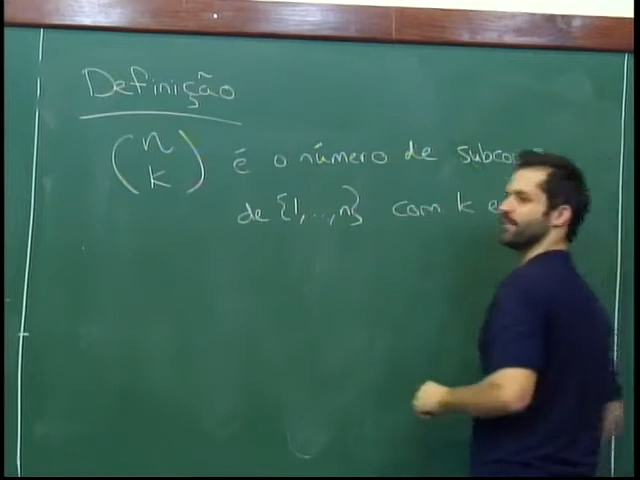 Definição
(n k) é o número de
de {1,...,n} com k